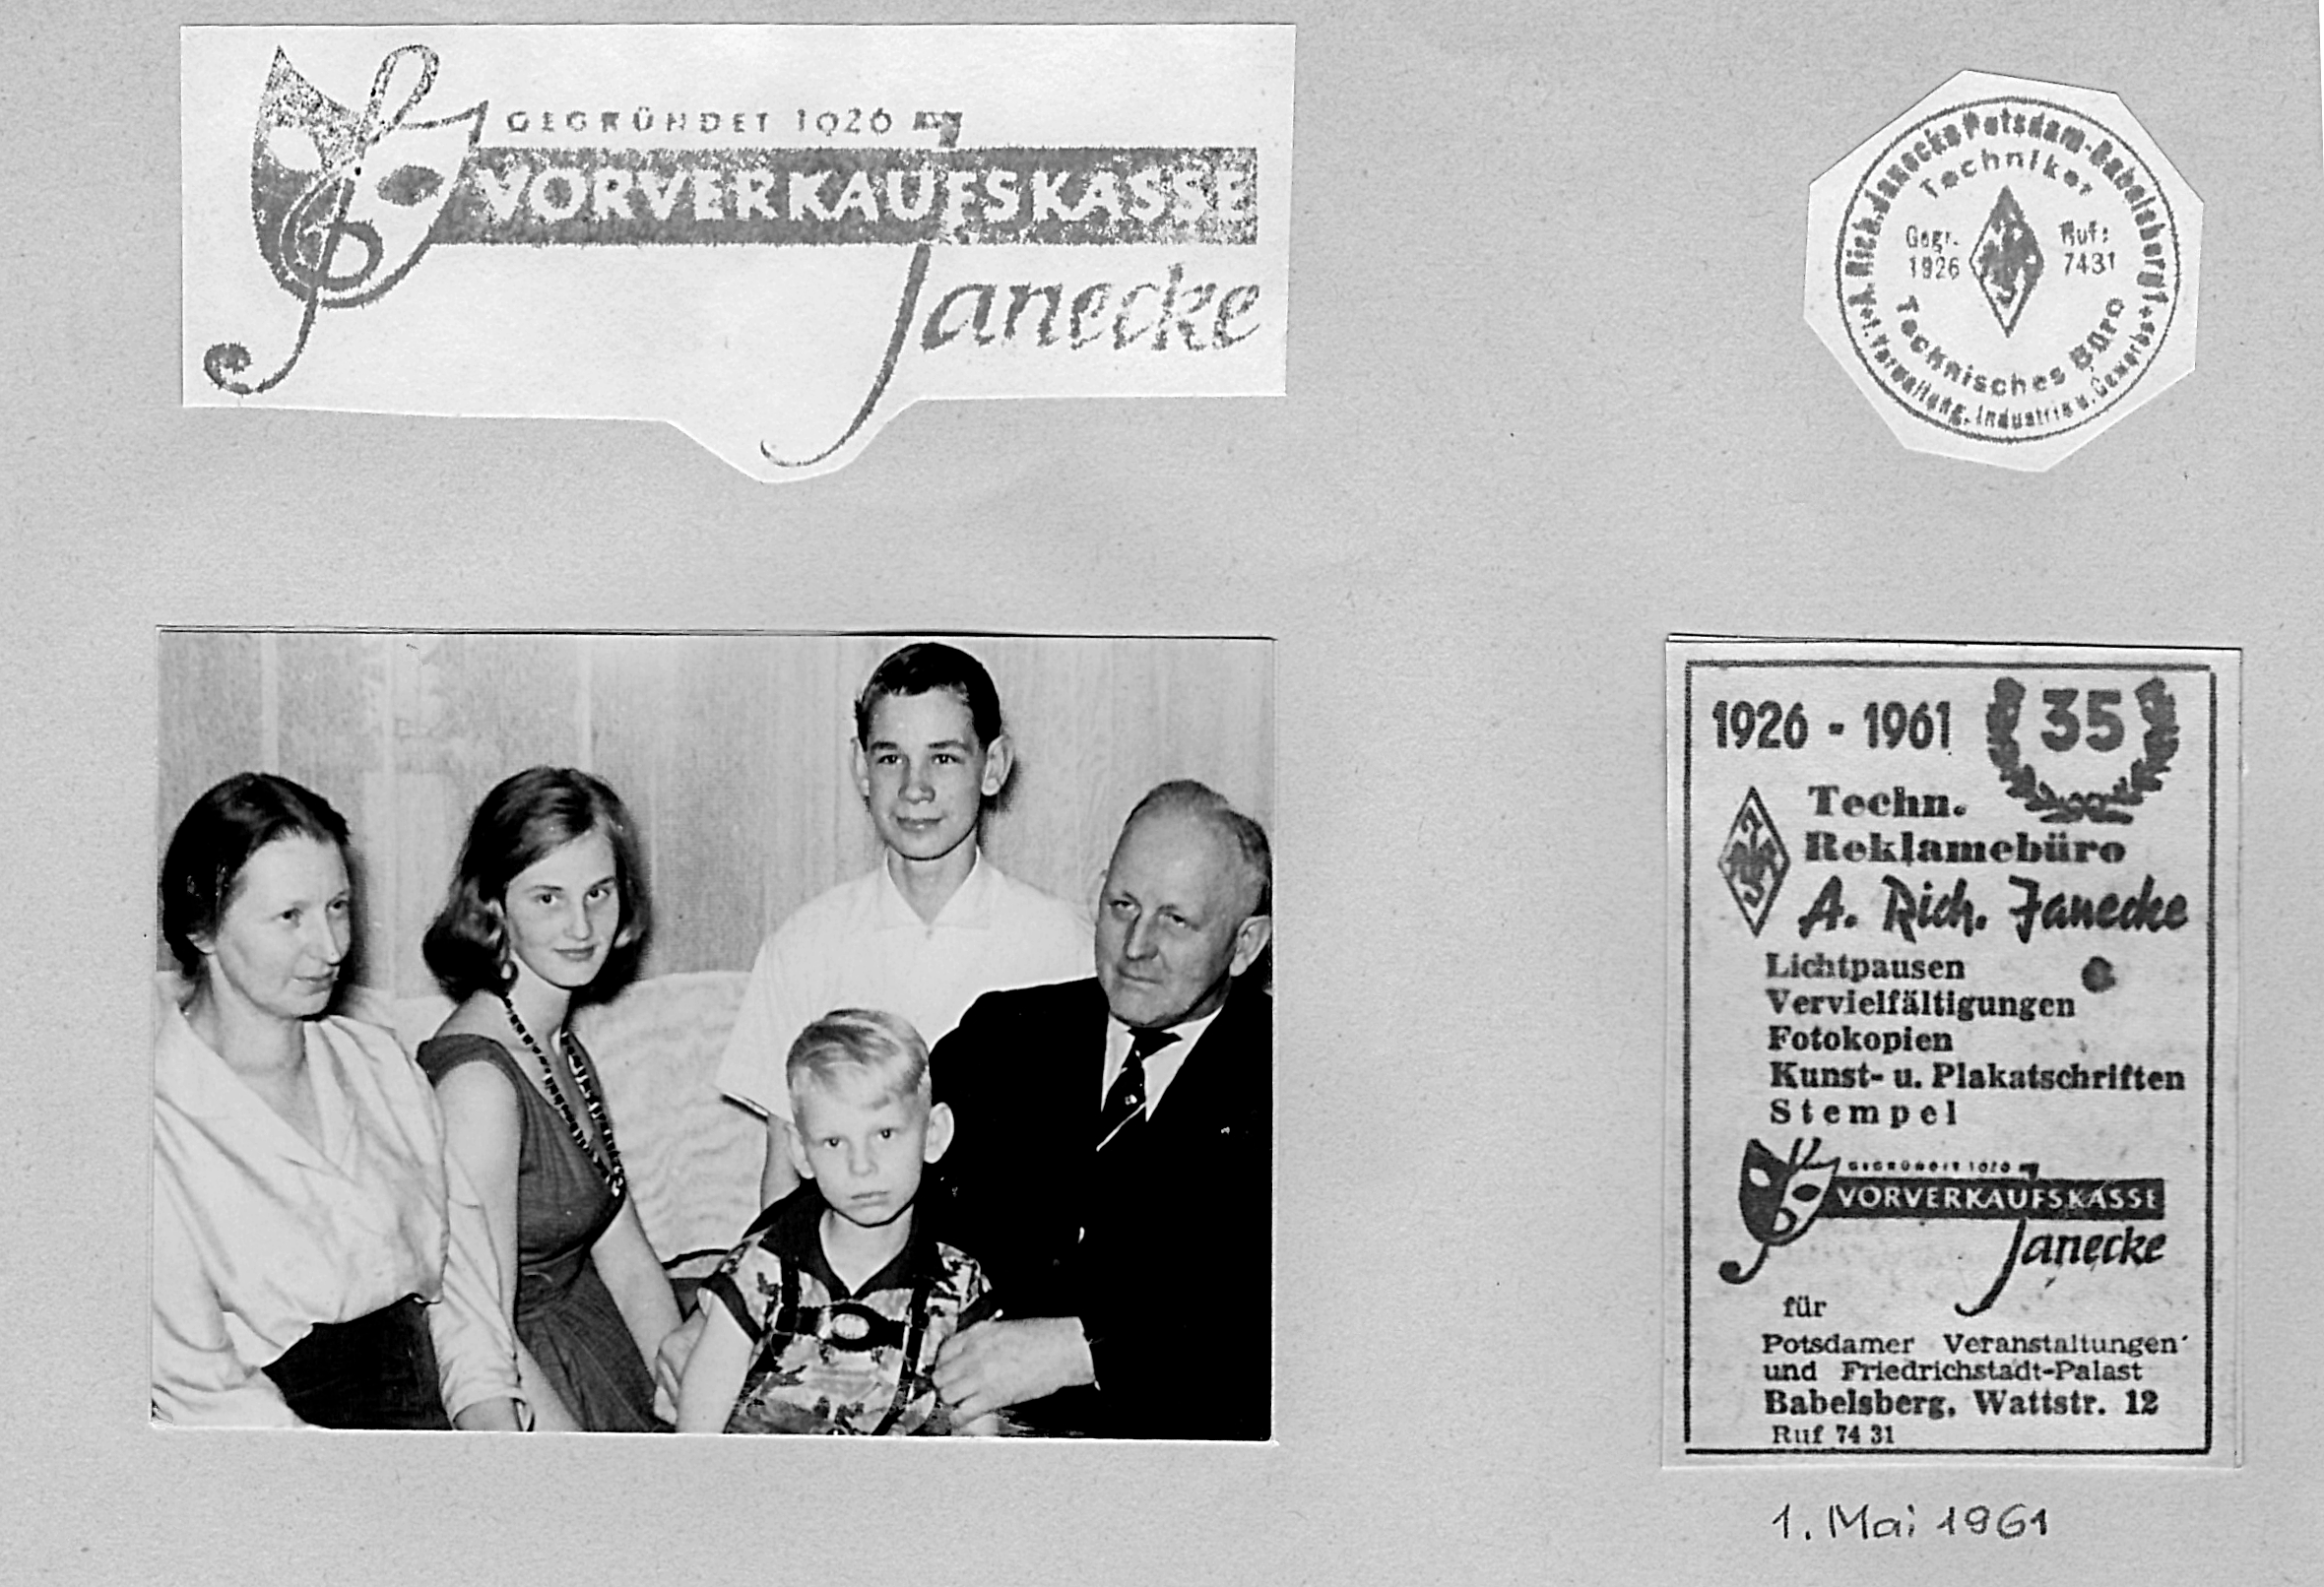 GEGRÜNDET 1926
VORVERKAUFSKASSE
Janecke
A. Rich. Janecke Potsdam-Babelsberg
f. Verwaltung, Industrie u. Gewerbe
Techniker
Gegr. 1926
Ruf: 7431
Technisches Büro
1926 - 1961 35
Techn.
Reklamebüro
A. Rich. Janecke
Lichtpausen
Vervielfältigungen
Fotokopien
Kunst- u. Plakatschriften
Stempel
GEGRÜNDET 1926
VORVERKAUFSKASSE
Janecke
für
Potsdamer Veranstaltungen
und Friedrichstadt-Palast
Babelsberg, Wattstr. 12
Ruf 74 31
1. Mai 1961